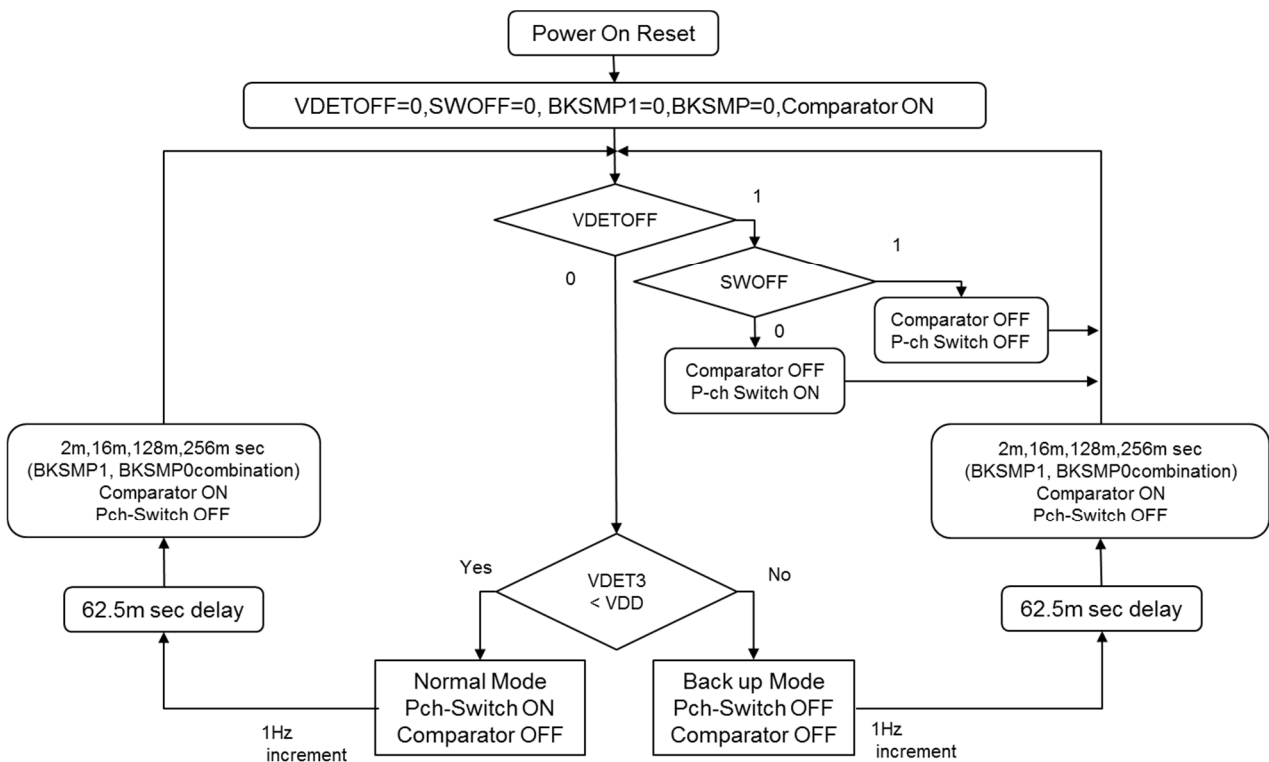 Power On Reset
VDETOFF=0,SWOFF=0, BKSMP1=0,BKSMP=0,Comparator ON
VDETOFF
1
0
SWOFF
1
0
Comparator OFF
P-ch Switch OFF
Comparator OFF
P-ch Switch ON
2m,16m,128m,256m sec
(BKSMP1, BKSMP0combination)
Comparator ON
Pch-Switch OFF
2m,16m,128m,256m sec
(BKSMP1, BKSMP0combination)
Comparator ON
Pch-Switch OFF
62.5m sec delay
Yes
VDET3
< VDD
No
62.5m sec delay
Normal Mode
Pch-Switch ON
Comparator OFF
Back up Mode
Pch-Switch OFF
Comparator OFF
1Hz
increment
1Hz
increment